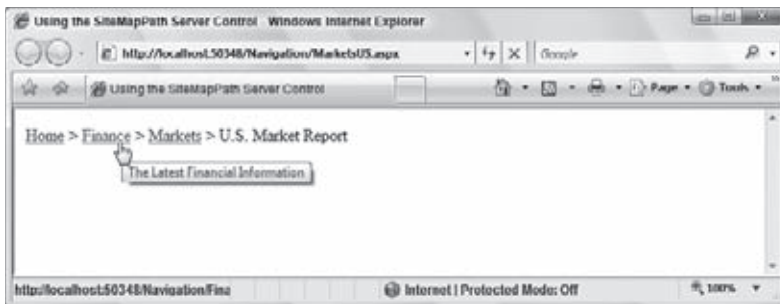 Using the SiteMapPath Server Control Windows Internet Explorer
http://localhost:50348/Navigation/MarketsUS.aspx
Google
Using the SiteMapPath Server Control
Page
Tools
Home > Finance > Markets > U.S. Market Report
The Latest Financial Information
http://localhost:50348/Navigation/Fina
Internet | Protected Mode: Off
100%